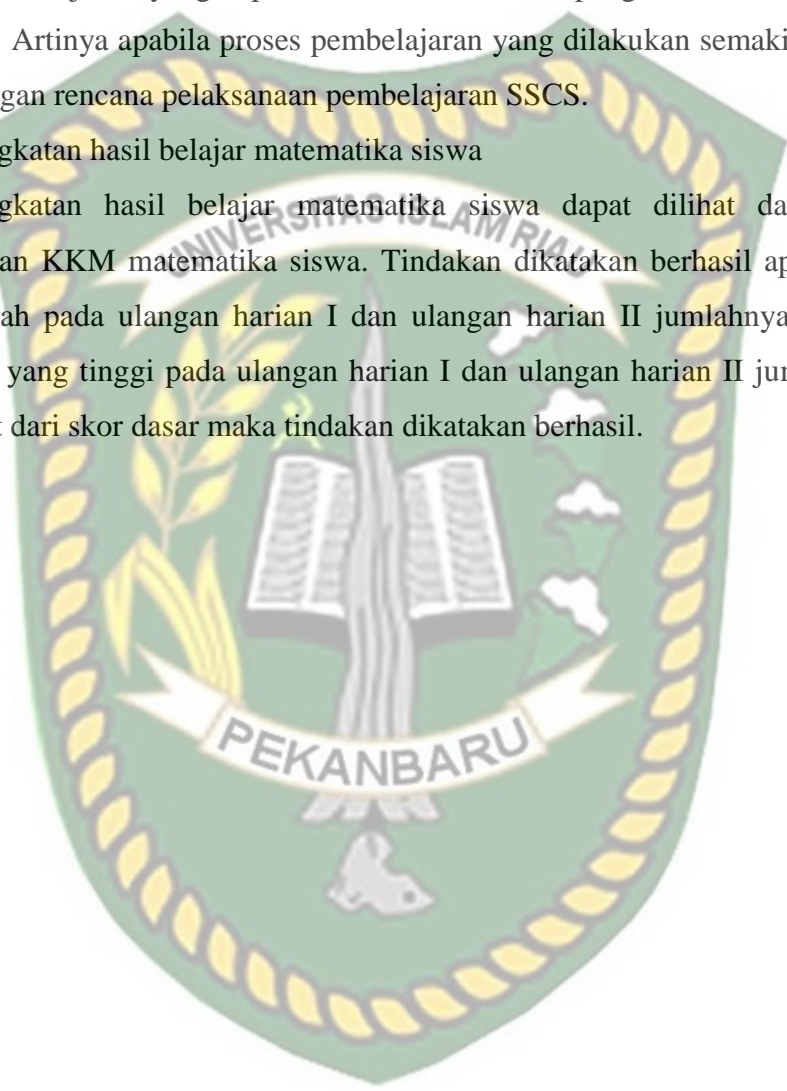 Artinya apabila proses pembelajaran yang dilakukan semaki
gan rencana pelaksanaan pembelajaran SSCS.
gkatan hasil belajar matematika siswa
gkatan hasil belajar matematika siswa dapat dilihat da
an KKM matematika siswa. Tindakan dikatakan berhasil ap
ah pada ulangan harian I dan ulangan harian II jumlahnya
yang tinggi pada ulangan harian I dan ulangan harian II jur
t dari skor dasar maka tindakan dikatakan berhasil.
UNIVERSITAS ISLAM RIAU
PEKANBARU